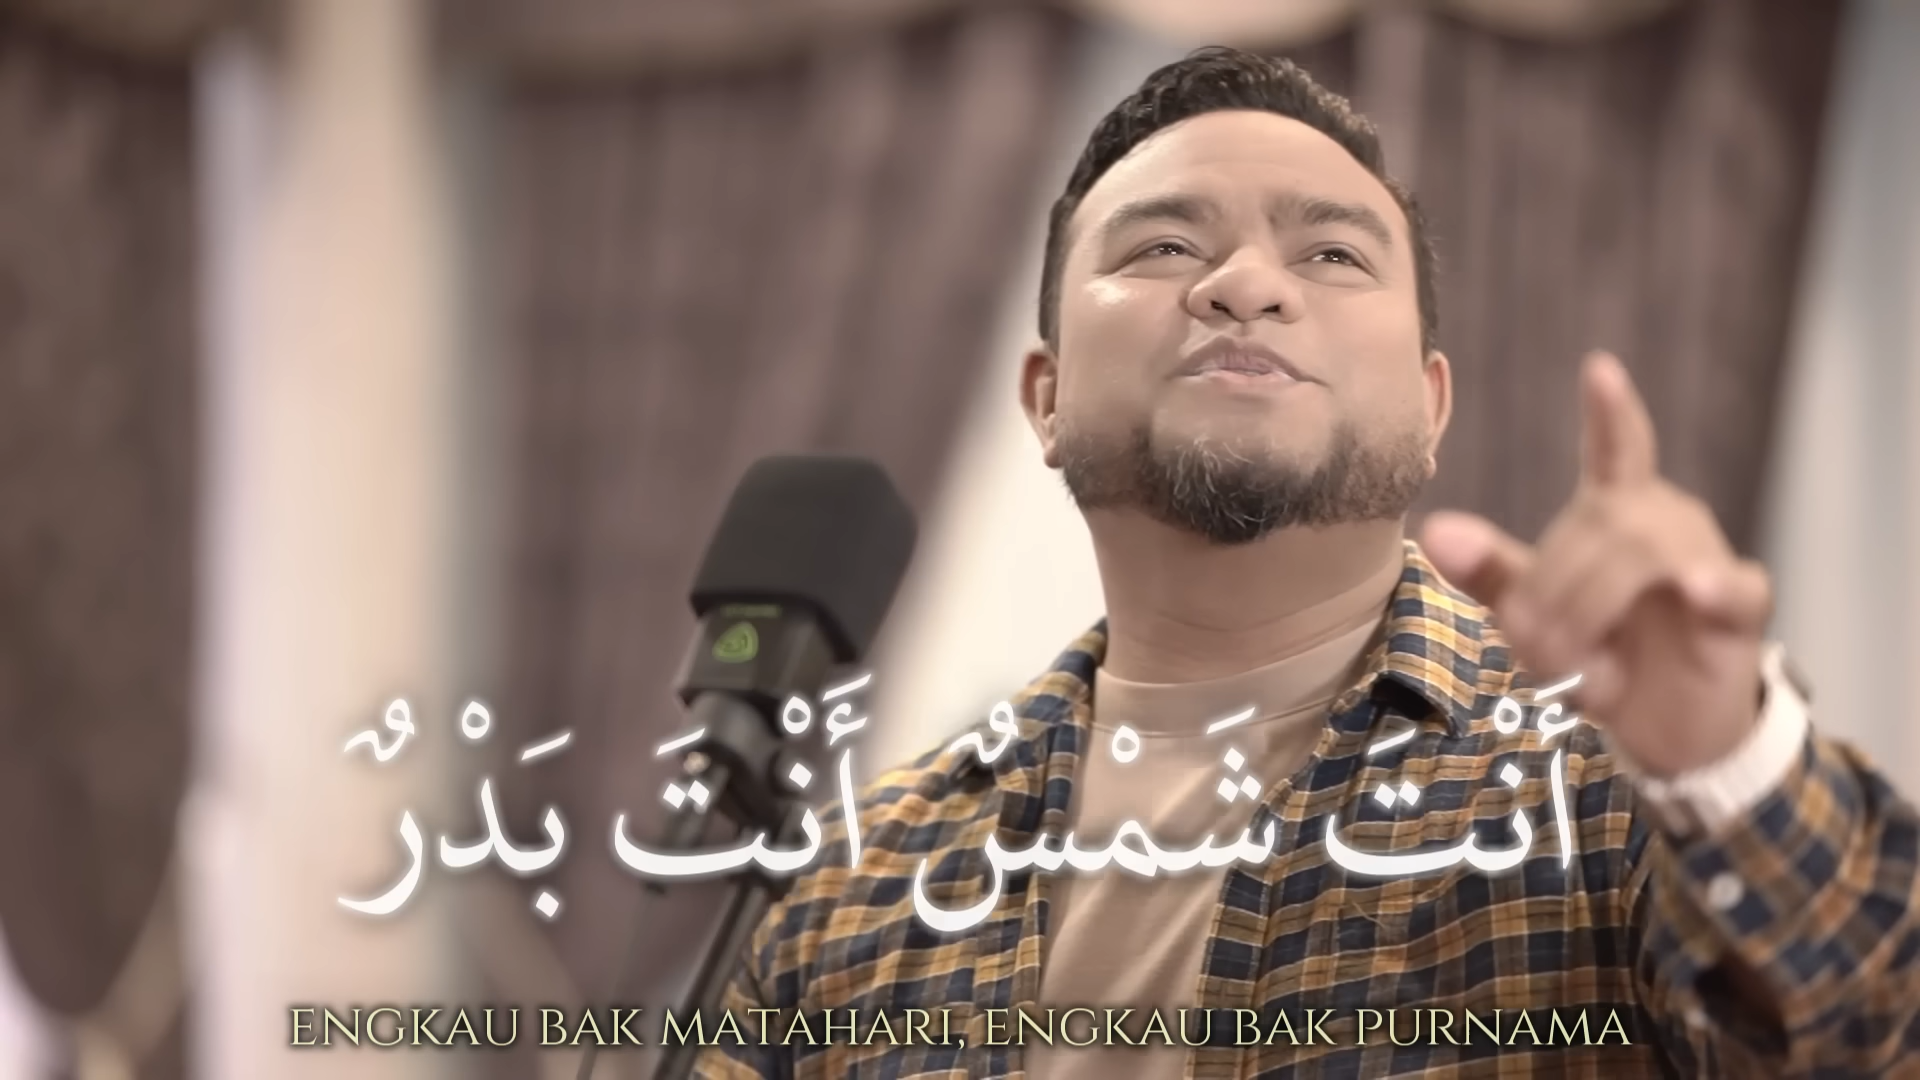 أَنْتَ شَمْسٌ أَنْتَ بَدْرٌ
ENGKAU BAK MATAHARI, ENGKAU BAK PURNAMA